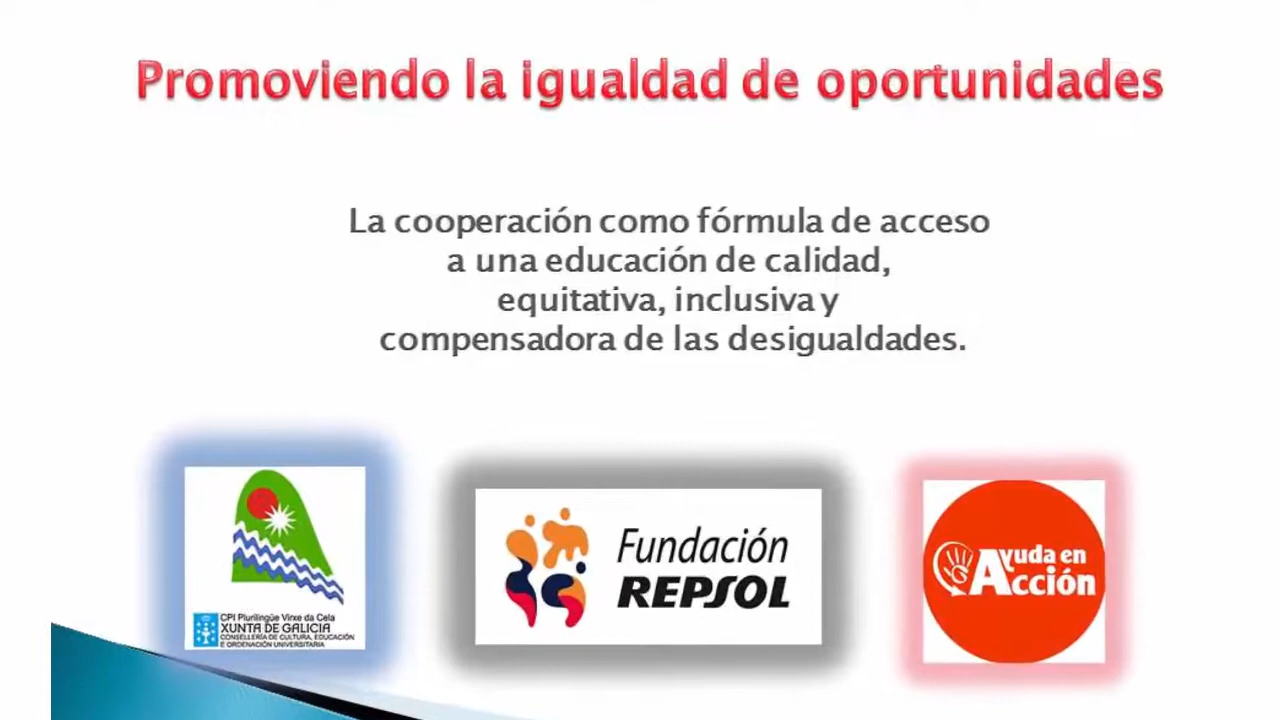 Promoviendo la igualdad de oportunidades
La cooperación como fórmula de acceso
a una educación de calidad,
equitativa, inclusiva y
compensadora de las desigualdades.
CPI Plurilingüe Virxe da Cela
XUNTA DE GALICIA
CONSELLERÍA DE CULTURA, EDUCACIÓN
E ORDENACIÓN UNIVERSITARIA
Fundación
REPSOL
Ayuda en
Acción